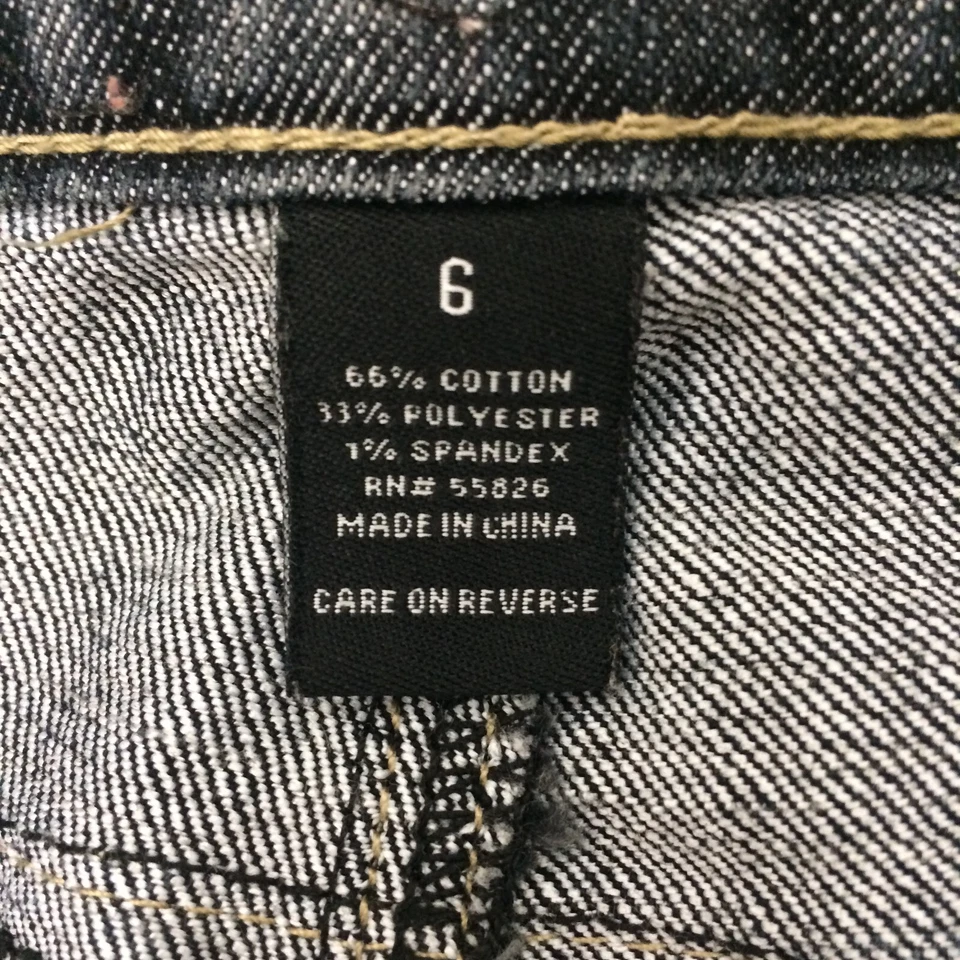 6
66% COTTON
33% POLYESTER
1% SPANDEX
RN# 55826
MADE IN CHINA
CARE ON REVERSE